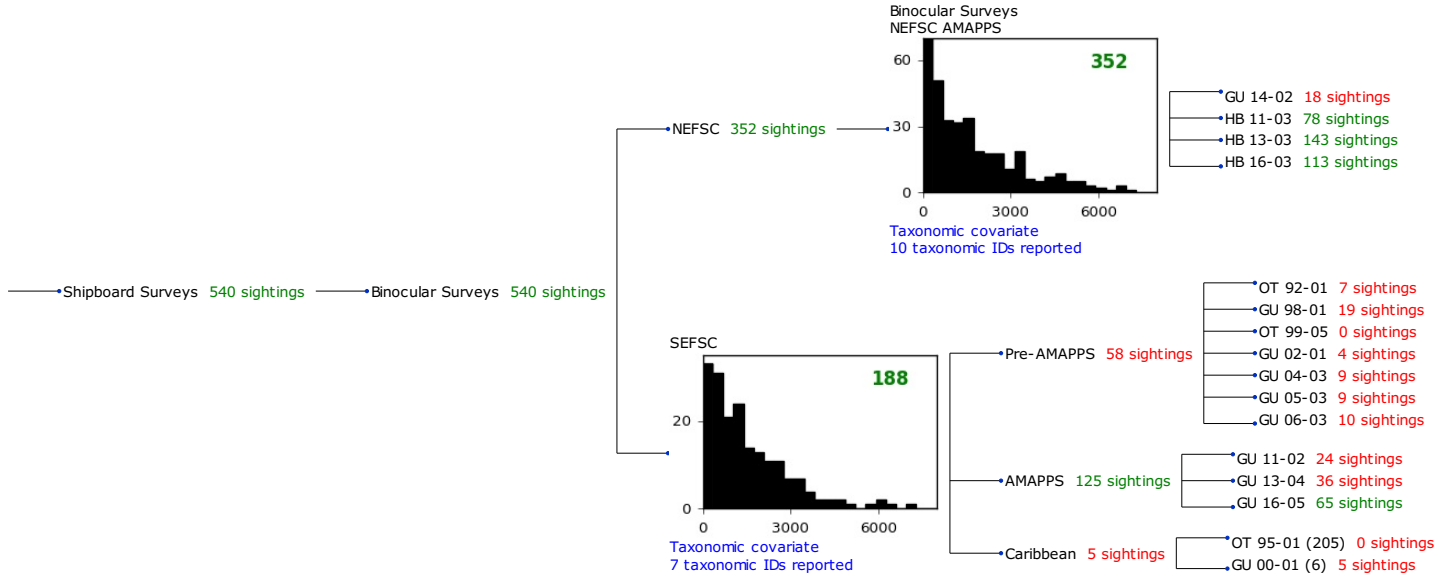 Binocular Surveys
NEFSC AMAPPS
352
60
30
0
0 3000 6000
Taxonomic covariate
10 taxonomic IDs reported
NEFSC 352 sightings
GU 14-02 18 sightings
HB 11-03 78 sightings
HB 13-03 143 sightings
HB 16-03 113 sightings
Shipboard Surveys 540 sightings
Binocular Surveys 540 sightings
SEFSC
188
20
0
0 3000 6000
Taxonomic covariate
7 taxonomic IDs reported
Pre-AMAPPS 58 sightings
OT 92-01 7 sightings
GU 98-01 19 sightings
OT 99-05 0 sightings
GU 02-01 4 sightings
GU 04-03 9 sightings
GU 05-03 9 sightings
GU 06-03 10 sightings
AMAPPS 125 sightings
GU 11-02 24 sightings
GU 13-04 36 sightings
GU 16-05 65 sightings
Caribbean 5 sightings
OT 95-01 (205) 0 sightings
GU 00-01 (6) 5 sightings